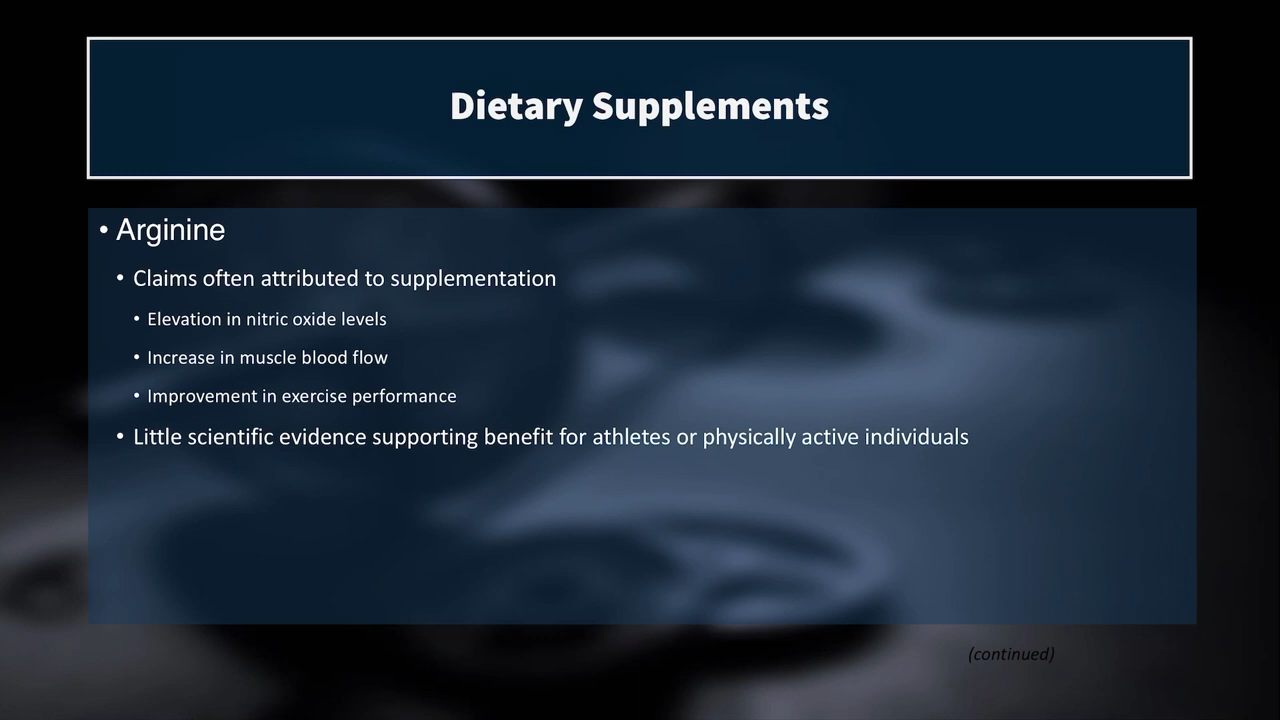 Dietary Supplements
• Arginine
• Claims often attributed to supplementation
• Elevation in nitric oxide levels
• Increase in muscle blood flow
• Improvement in exercise performance
• Little scientific evidence supporting benefit for athletes or physically active individuals
(continued)